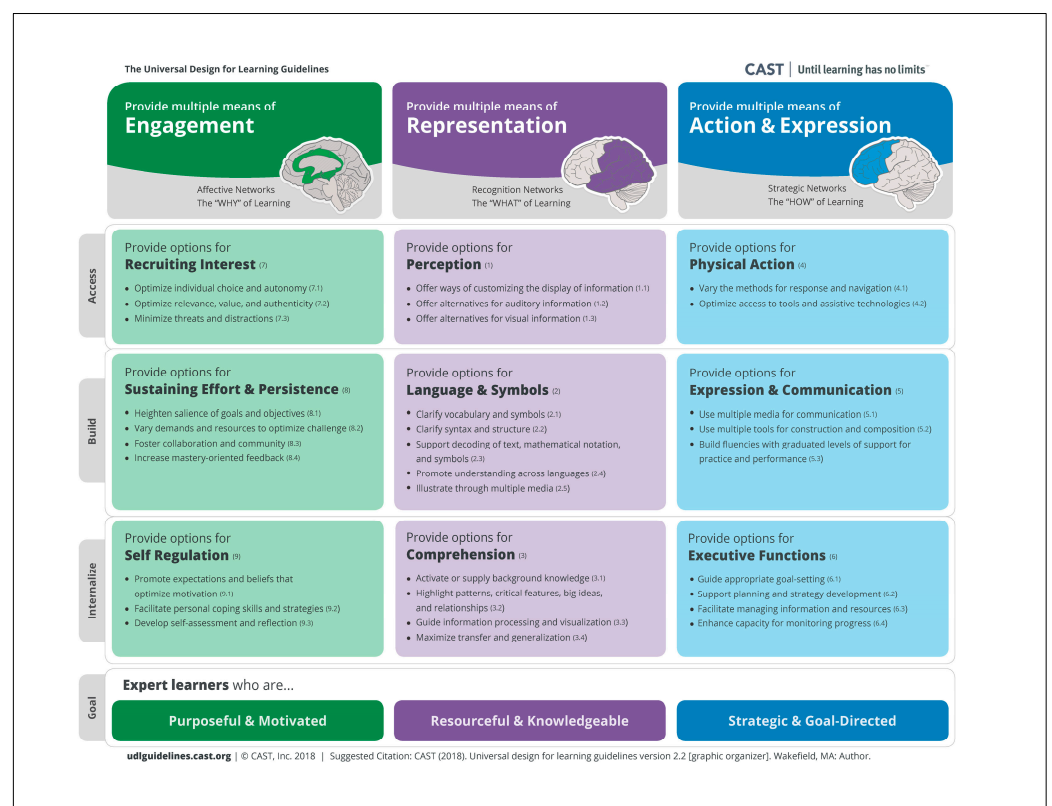 The Universal Design for Learning Guidelines
CAST | Until learning has no limits™
Provide multiple means of
Engagement
Affective Networks
The “WHY” of Learning
Provide multiple means of
Representation
Recognition Networks
The “WHAT” of Learning
Provide multiple means of
Action & Expression
Strategic Networks
The “HOW” of Learning
Access
Provide options for
Recruiting Interest (7)
• Optimize individual choice and autonomy (7.1)
• Optimize relevance, value, and authenticity (7.2)
• Minimize threats and distractions (7.3)
Provide options for
Perception (1)
• Offer ways of customizing the display of information (1.1)
• Offer alternatives for auditory information (1.2)
• Offer alternatives for visual information (1.3)
Provide options for
Physical Action (4)
• Vary the methods for response and navigation (4.1)
• Optimize access to tools and assistive technologies (4.2)
Build
Provide options for
Sustaining Effort & Persistence (8)
• Heighten salience of goals and objectives (8.1)
• Vary demands and resources to optimize challenge (8.2)
• Foster collaboration and community (8.3)
• Increase mastery-oriented feedback (8.4)
Provide options for
Language & Symbols (2)
• Clarify vocabulary and symbols (2.1)
• Clarify syntax and structure (2.2)
• Support decoding of text, mathematical notation,
and symbols (2.3)
• Promote understanding across languages (2.4)
• Illustrate through multiple media (2.5)
Provide options for
Expression & Communication (5)
• Use multiple media for communication (5.1)
• Use multiple tools for construction and composition (5.2)
• Build fluencies with graduated levels of support for
practice and performance (5.3)
Internalize
Provide options for
Self Regulation (9)
• Promote expectations and beliefs that
optimize motivation (9.1)
• Facilitate personal coping skills and strategies (9.2)
• Develop self-assessment and reflection (9.3)
Provide options for
Comprehension (3)
• Activate or supply background knowledge (3.1)
• Highlight patterns, critical features, big ideas,
and relationships (3.2)
• Guide information processing and visualization (3.3)
• Maximize transfer and generalization (3.4)
Provide options for
Executive Functions (6)
• Guide appropriate goal-setting (6.1)
• Support planning and strategy development (6.2)
• Facilitate managing information and resources (6.3)
• Enhance capacity for monitoring progress (6.4)
Goal
Expert learners who are...
Purposeful & Motivated
Resourceful & Knowledgeable
Strategic & Goal-Directed
udlguidelines.cast.org | © CAST, Inc. 2018 | Suggested Citation: CAST (2018). Universal design for learning guidelines version 2.2 [graphic organizer]. Wakefield, MA: Author.